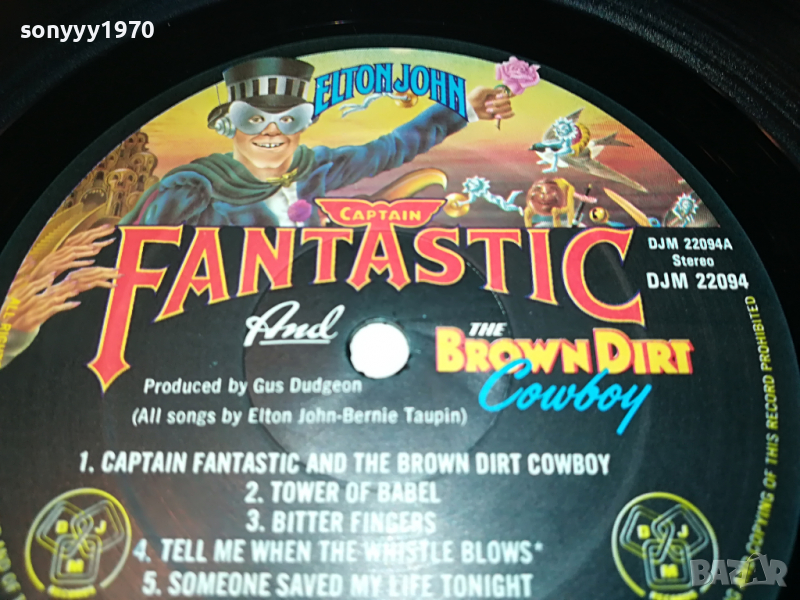 sonyyy1970
ELTON JOHN
CAPTAIN
FANTASTIC
And
THE
BROWN DIRT
Cowboy
DJM 22094A
Stereo
DJM 22094
Produced by Gus Dudgeon
(All songs by Elton John-Bernie Taupin)
1. CAPTAIN FANTASTIC AND THE BROWN DIRT COWBOY
2. TOWER OF BABEL
3. BITTER FINGERS
4. TELL ME WHEN THE WHISTLE BLOWS*
5. SOMEONE SAVED MY LIFE TONIGHT
D J M
RECORDS
D J M
RECORDS
COPYING OF THIS RECORD PROHIBITED
BAZAR